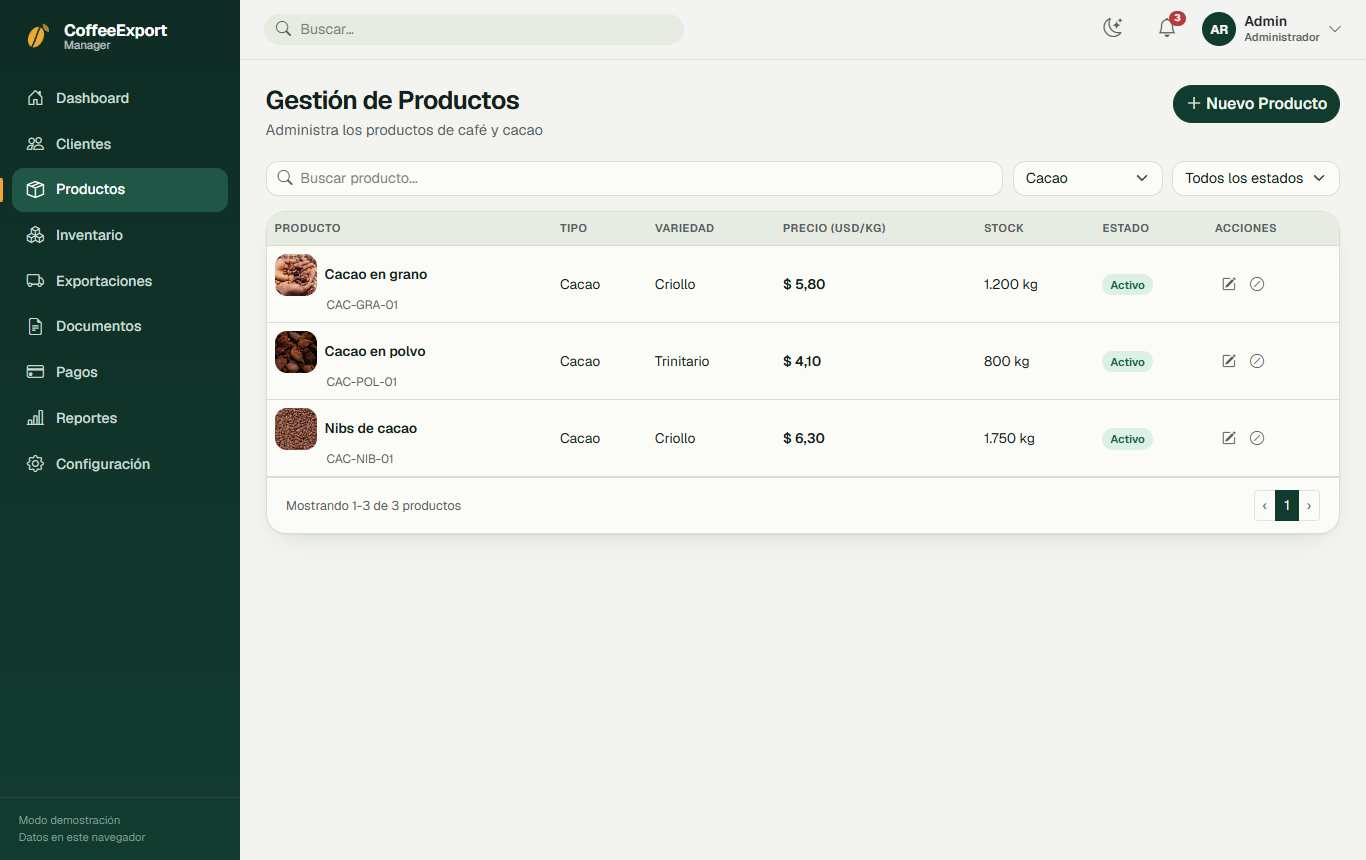 CoffeeExport
Manager
Dashboard
Clientes
Productos
Inventario
Exportaciones
Documentos
Pagos
Reportes
Configuración
Modo demostración
Datos en este navegador
Buscar...
3
AR
Admin
Administrador
Gestión de Productos
Administra los productos de café y cacao
+ Nuevo Producto
Buscar producto...
Cacao
Todos los estados
PRODUCTO TIPO VARIEDAD PRECIO (USD/KG) STOCK ESTADO ACCIONES
Cacao en grano
CAC-GRA-01
Cacao Criollo $ 5,80 1.200 kg Activo
Cacao en polvo
CAC-POL-01
Cacao Trinitario $ 4,10 800 kg Activo
Nibs de cacao
CAC-NIB-01
Cacao Criollo $ 6,30 1.750 kg Activo
Mostrando 1-3 de 3 productos
‹ 1 ›